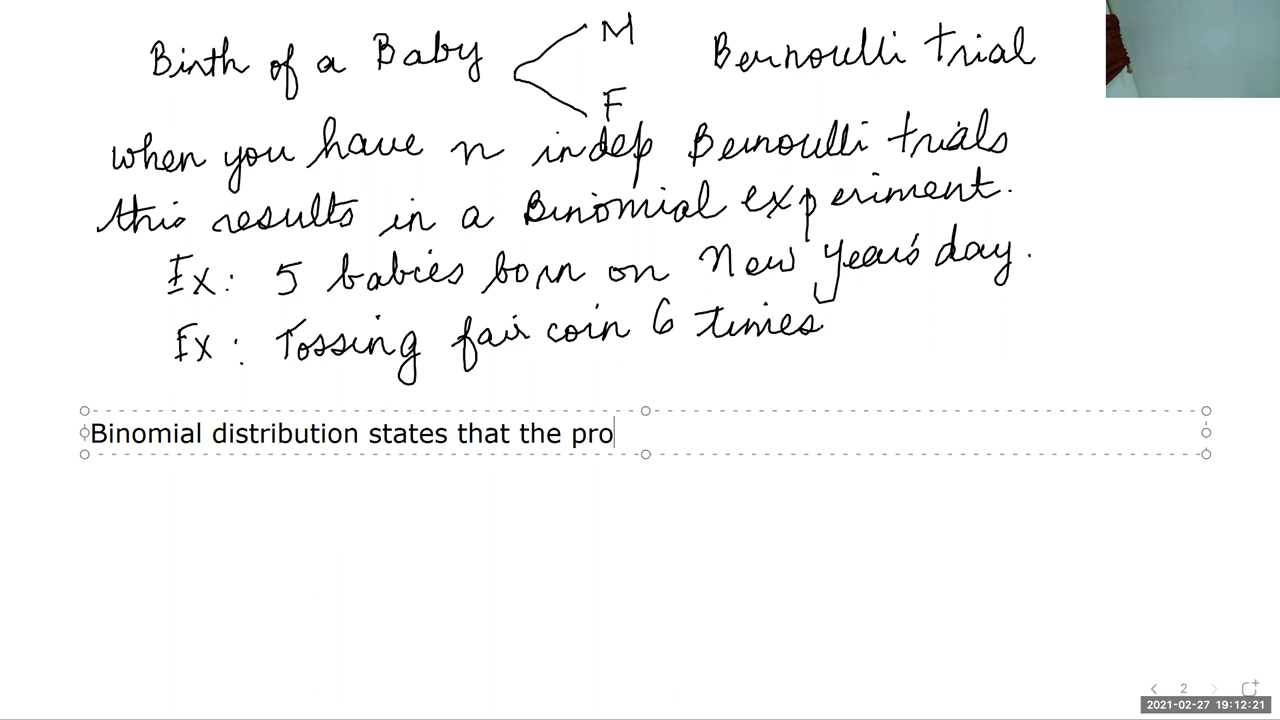 M
Birth of a Baby Bernoulli trial
F
when you have n indep Bernoulli trials
this results in a Binomial experiment.
Ex: 5 babies born on New Year's day.
Ex: Tossing fair coin 6 times
Binomial distribution states that the pro
2
2021-02-27 19:12:21